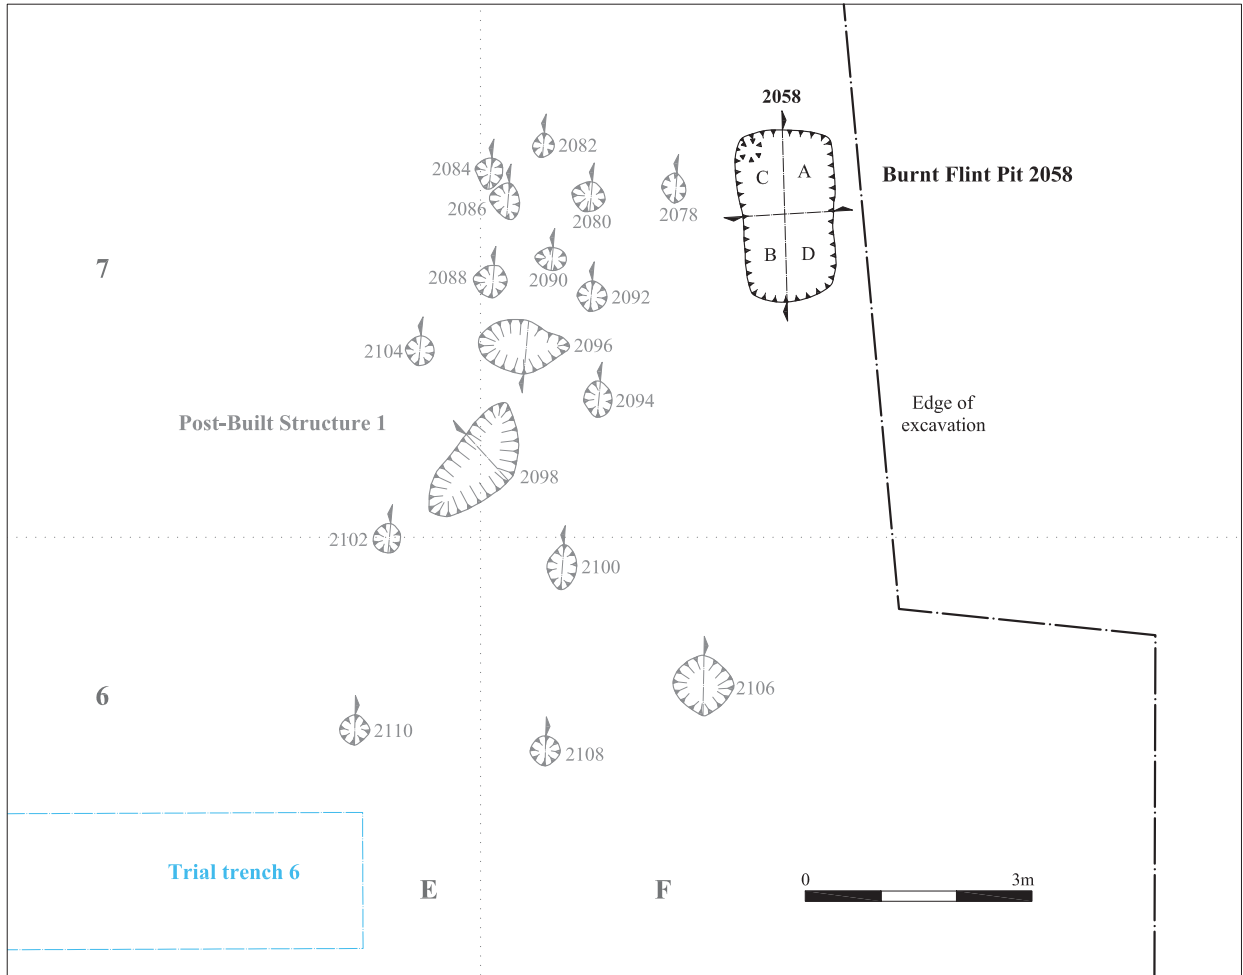 2058
2082
2084
C
A
Burnt Flint Pit 2058
2086
2080
2078
7
B
D
2088
2090
2092
2104
2096
2094
Edge of
excavation
Post-Built Structure 1
2098
2102
2100
6
2106
2110
2108
Trial trench 6
E
F
0
3m